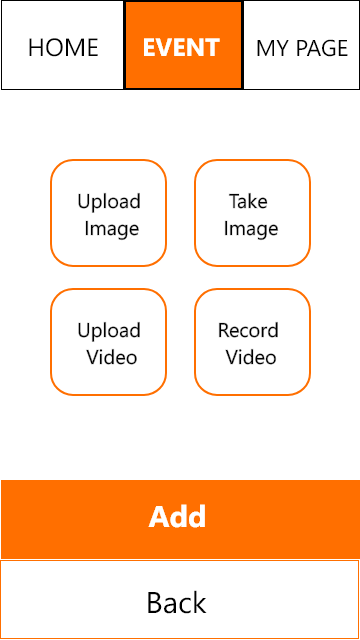 HOME EVENT MY PAGE
Upload Take
Image Image
Upload Record
Video Video
Add
Back